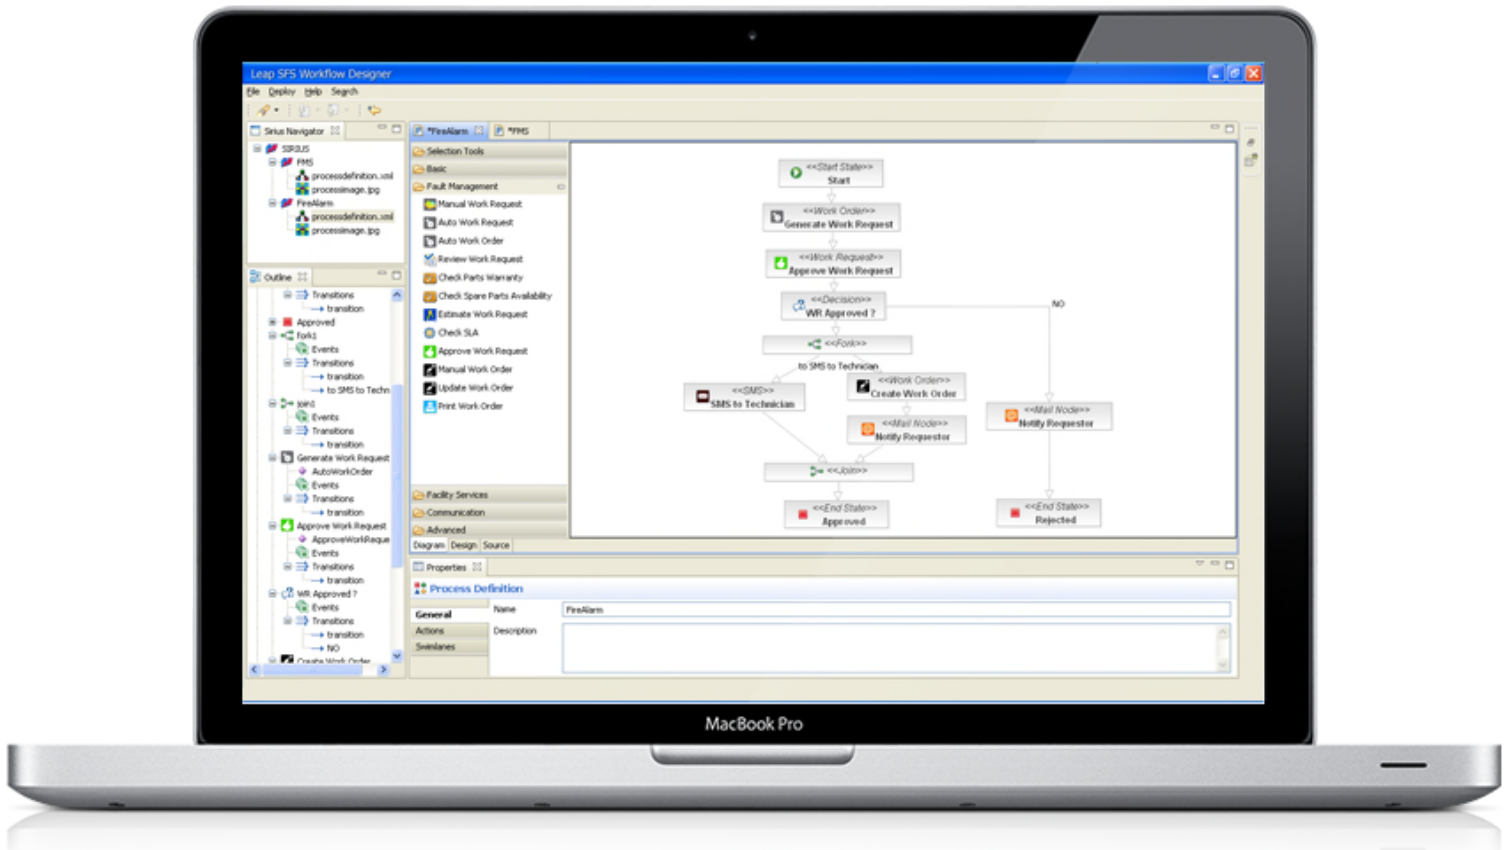 Leap SFS Workflow Designer
File Deploy Help Search
Sirius Navigator
SIRIUS
FMS
processdefinition.xml
processimage.jpg
FireAlarm
processdefinition.xml
processimage.jpg
Outline
Transitions
transition
Approved
fork1
Events
Transitions
transition
to SMS to Techn
join1
Events
Transitions
transition
Generate Work Request
AutoWorkOrder
Events
Transitions
transition
Approve Work Request
ApproveWorkReque
Events
Transitions
transition
WR Approved ?
Events
Transitions
transition
NO
Create Work Order
*FireAlarm *FMS
Selection Tools
Basic
Fault Management
Manual Work Request
Auto Work Request
Auto Work Order
Review Work Request
Check Parts Warranty
Check Spare Parts Availability
Estimate Work Request
Check SLA
Approve Work Request
Manual Work Order
Update Work Order
Print Work Order
Facility Services
Communication
Advanced
Diagram Design Source
<<Start State>>
Start
<<Work Order>>
Generate Work Request
<<Work Request>>
Approve Work Request
<<Decision>>
WR Approved ?
NO
<<Fork>>
to SMS to Technician
<<SMS>>
SMS to Technician
<<Work Order>>
Create Work Order
<<Mail Node>>
Notify Requestor
<<Mail Node>>
Notify Requestor
<<Join>>
<<End State>>
Approved
<<End State>>
Rejected
Properties
Process Definition
General
Actions
Swimlanes
Name
FireAlarm
Description
MacBook Pro